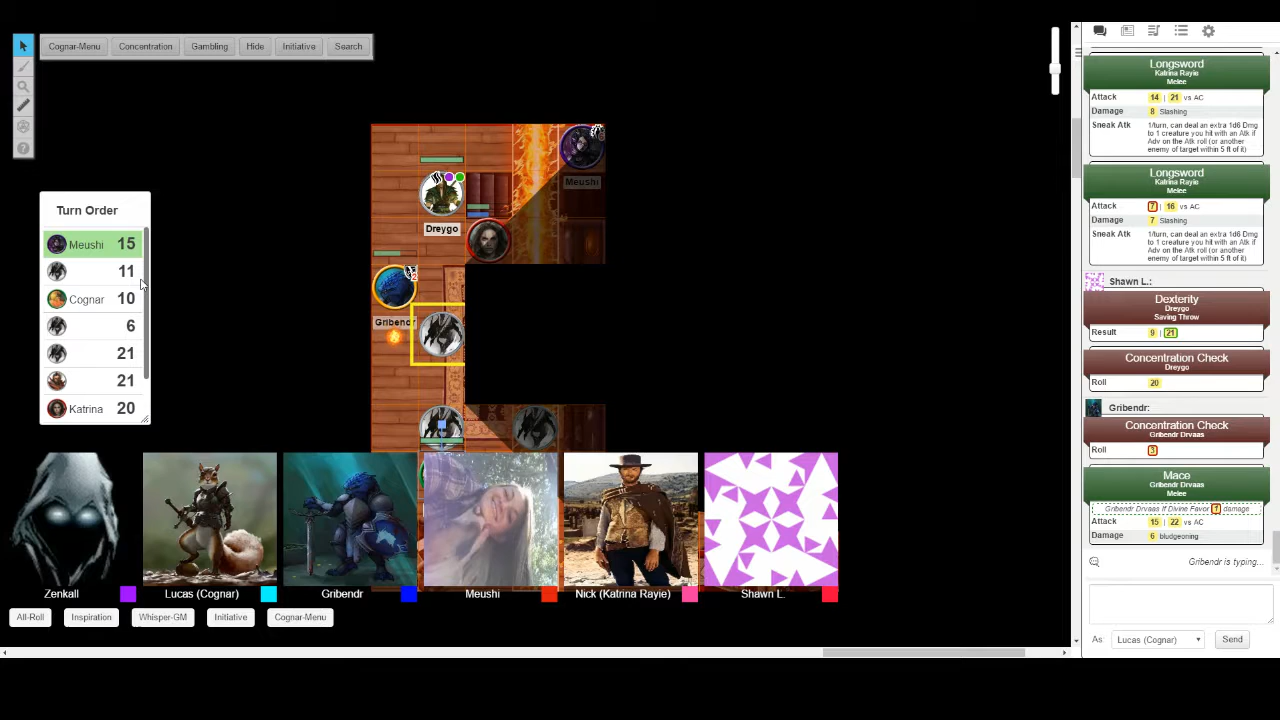 Cognar-Menu Concentration Gambling Hide Initiative Search
Turn Order
Meushi 15
11
Cognar 10
6
21
21
Katrina 20
Dreygo
Meushi
Gribendr
Zenkall
Lucas (Cognar)
Gribendr
Meushi
Nick (Katrina Rayie)
Shawn L.
All-Roll Inspiration Whisper-GM Initiative Cognar-Menu
Longsword
Katrina Rayie
Melee
Attack 14 | 21 vs AC
Damage 8 Slashing
Sneak Atk 1/turn, can deal an extra 1d6 Dmg
to 1 creature you hit with an Atk if
Adv on the Atk roll (or another
enemy of target within 5 ft of it)
Longsword
Katrina Rayie
Melee
Attack 7 | 16 vs AC
Damage 7 Slashing
Sneak Atk 1/turn, can deal an extra 1d6 Dmg
to 1 creature you hit with an Atk if
Adv on the Atk roll (or another
enemy of target within 5 ft of it)
Shawn L.:
Dexterity
Dreygo
Saving Throw
Result 9 | 21
Concentration Check
Dreygo
Roll 20
Gribendr:
Concentration Check
Gribendr Drvaas
Roll 3
Mace
Gribendr Drvaas
Melee
Gribendr Drvaas If Divine Favor 1 damage
Attack 15 | 22 vs AC
Damage 6 bludgeoning
Gribendr is typing...
As: Lucas (Cognar) Send